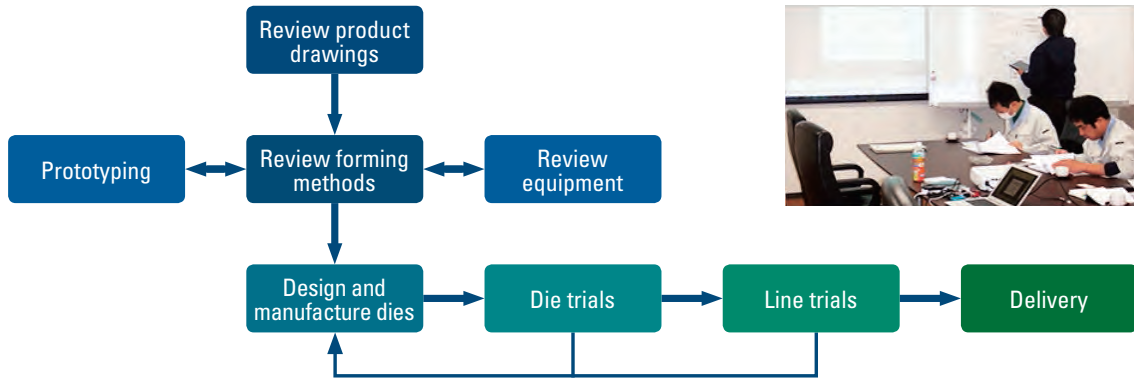 Review product
drawings
Prototyping
Review forming
methods
Review
equipment
Design and
manufacture dies
Die trials
Line trials
Delivery